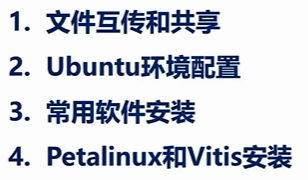 1. 文件互传和共享
2. Ubuntu环境配置
3. 常用软件安装
4. Petalinux和Vitis安装